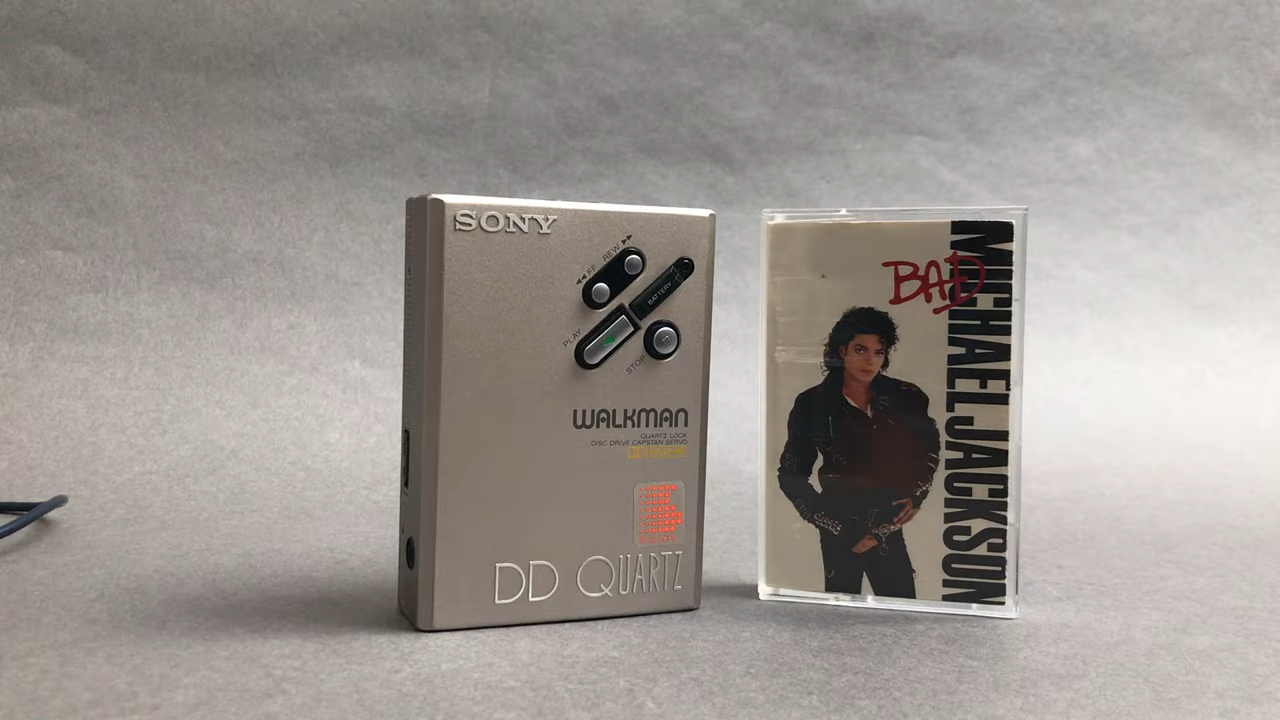 SONY
REW
FF
BATTERY
PLAY
STOP
WALKMAN
QUARTZ LOCK
DISC DRIVE CAPSTAN SERVO
DD QUARTZ
BAD
MICHAEL JACKSON